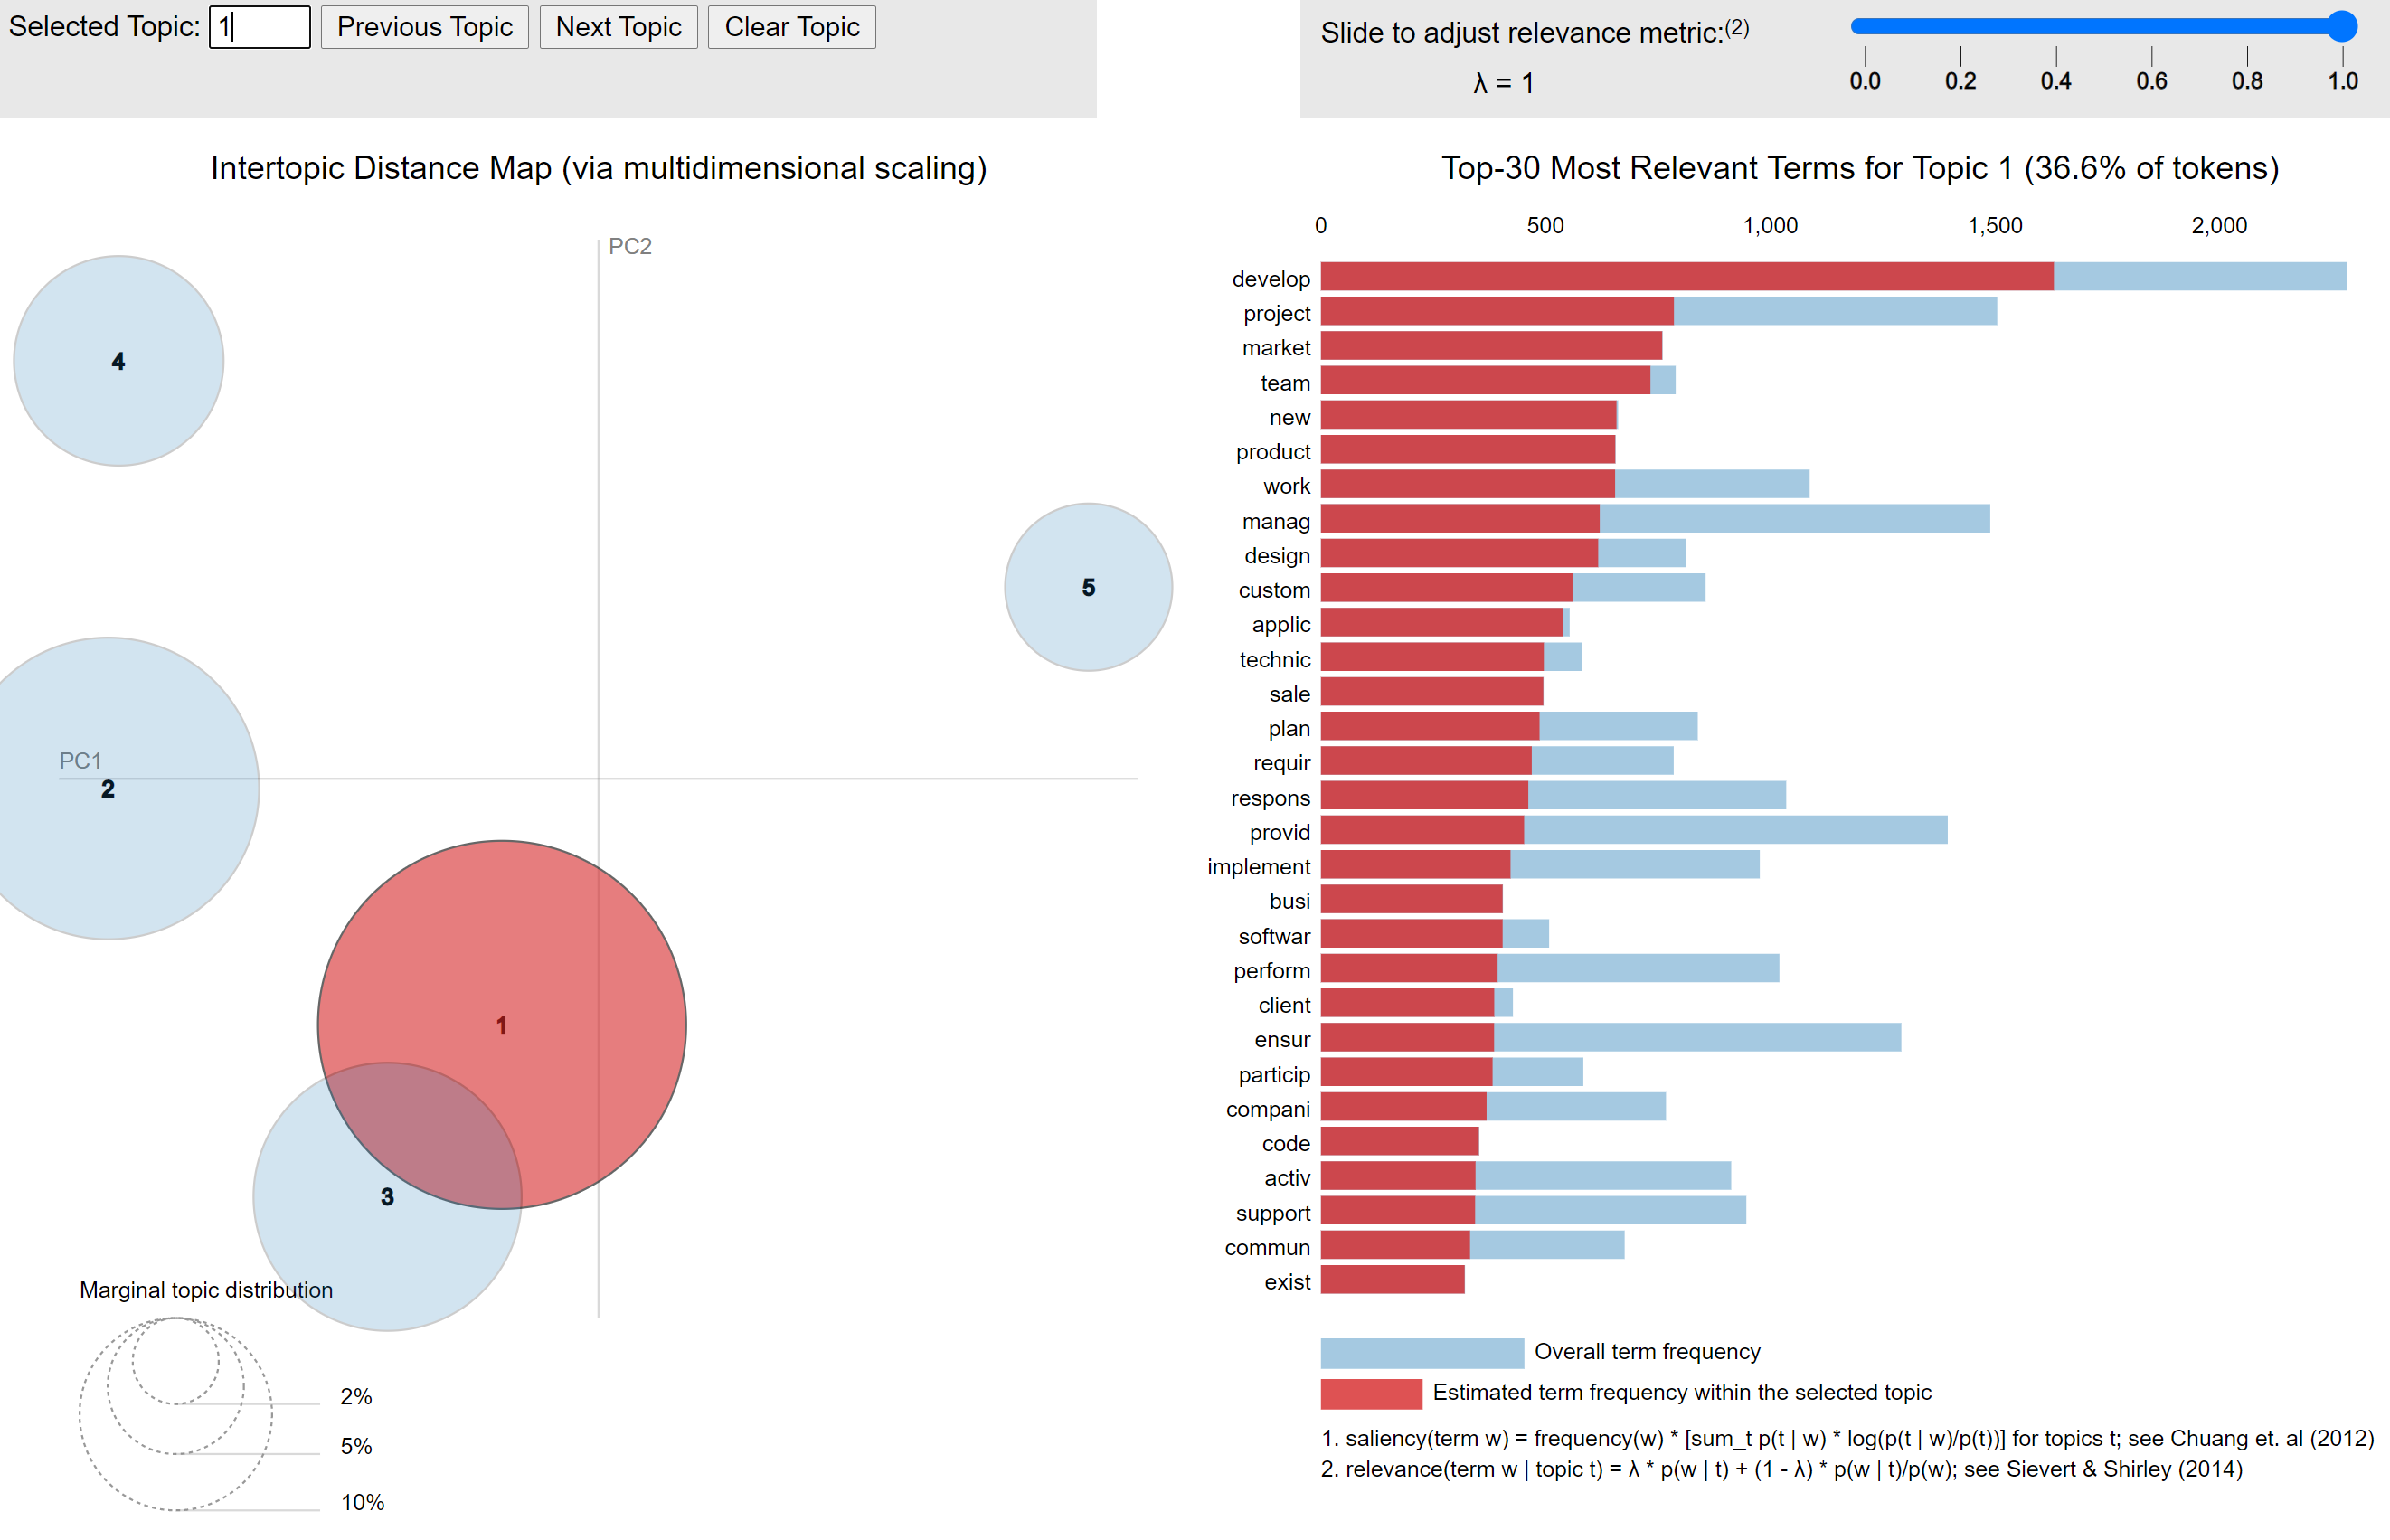 Selected Topic: 1 Previous Topic Next Topic Clear Topic
Slide to adjust relevance metric:(2)
λ = 1
0.0 0.2 0.4 0.6 0.8 1.0
Intertopic Distance Map (via multidimensional scaling)
PC2
4
5
PC1
2
1
3
Marginal topic distribution
2%
5%
10%
Top-30 Most Relevant Terms for Topic 1 (36.6% of tokens)
0 500 1,000 1,500 2,000
develop
project
market
team
new
product
work
manag
design
custom
applic
technic
sale
plan
requir
respons
provid
implement
busi
softwar
perform
client
ensur
particip
compani
code
activ
support
commun
exist
Overall term frequency
Estimated term frequency within the selected topic
1. saliency(term w) = frequency(w) * [sum_t p(t | w) * log(p(t | w)/p(t))] for topics t; see Chuang et. al (2012)
2. relevance(term w | topic t) = λ * p(w | t) + (1 - λ) * p(w | t)/p(w); see Sievert & Shirley (2014)